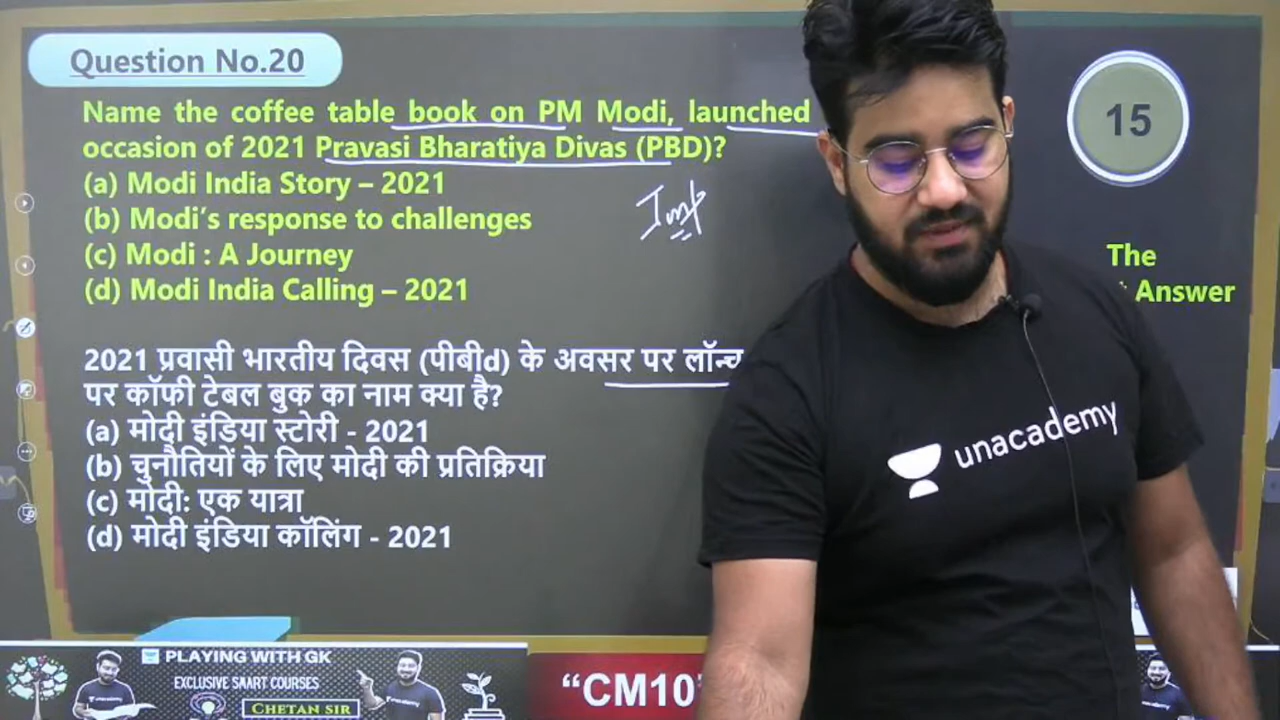 Question No.20
Name the coffee table book on PM Modi, launched
occasion of 2021 Pravasi Bharatiya Divas (PBD)?
(a) Modi India Story – 2021
(b) Modi's response to challenges
(c) Modi : A Journey
(d) Modi India Calling – 2021
Imp
15
The
Answer
2021 प्रवासी भारतीय दिवस (पीबीd) के अवसर पर लॉन्च
पर कॉफी टेबल बुक का नाम क्या है?
(a) मोदी इंडिया स्टोरी - 2021
(b) चुनौतियों के लिए मोदी की प्रतिक्रिया
(c) मोदी: एक यात्रा
(d) मोदी इंडिया कॉलिंग - 2021
unacademy
PLAYING WITH GK
EXCLUSIVE SMART COURSES
CHETAN SIR
unacademy
“CM10”